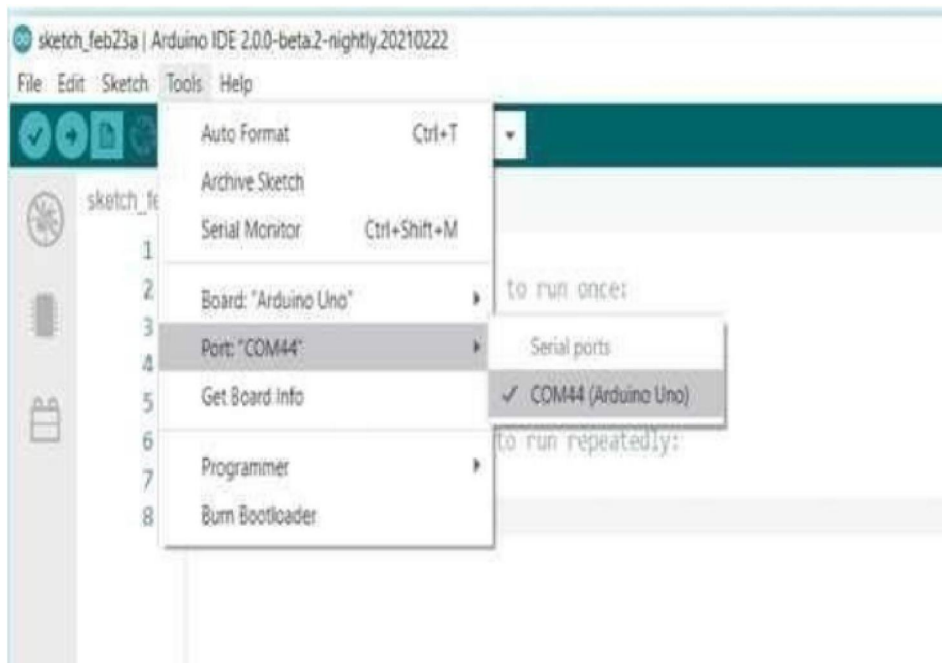 sketch_feb23a | Arduino IDE 2.0.0-beta.2-nightly.20210222
File Edit Sketch Tools Help
Auto Format Ctrl+T
Archive Sketch
Serial Monitor Ctrl+Shift+M
Board: "Arduino Uno"
Port: "COM44"
Get Board Info
Programmer
Burn Bootloader
Serial ports
✓ COM44 (Arduino Uno)
sketch_fe
1
2 to run once:
3
4
5
6 to run repeatedly:
7
8